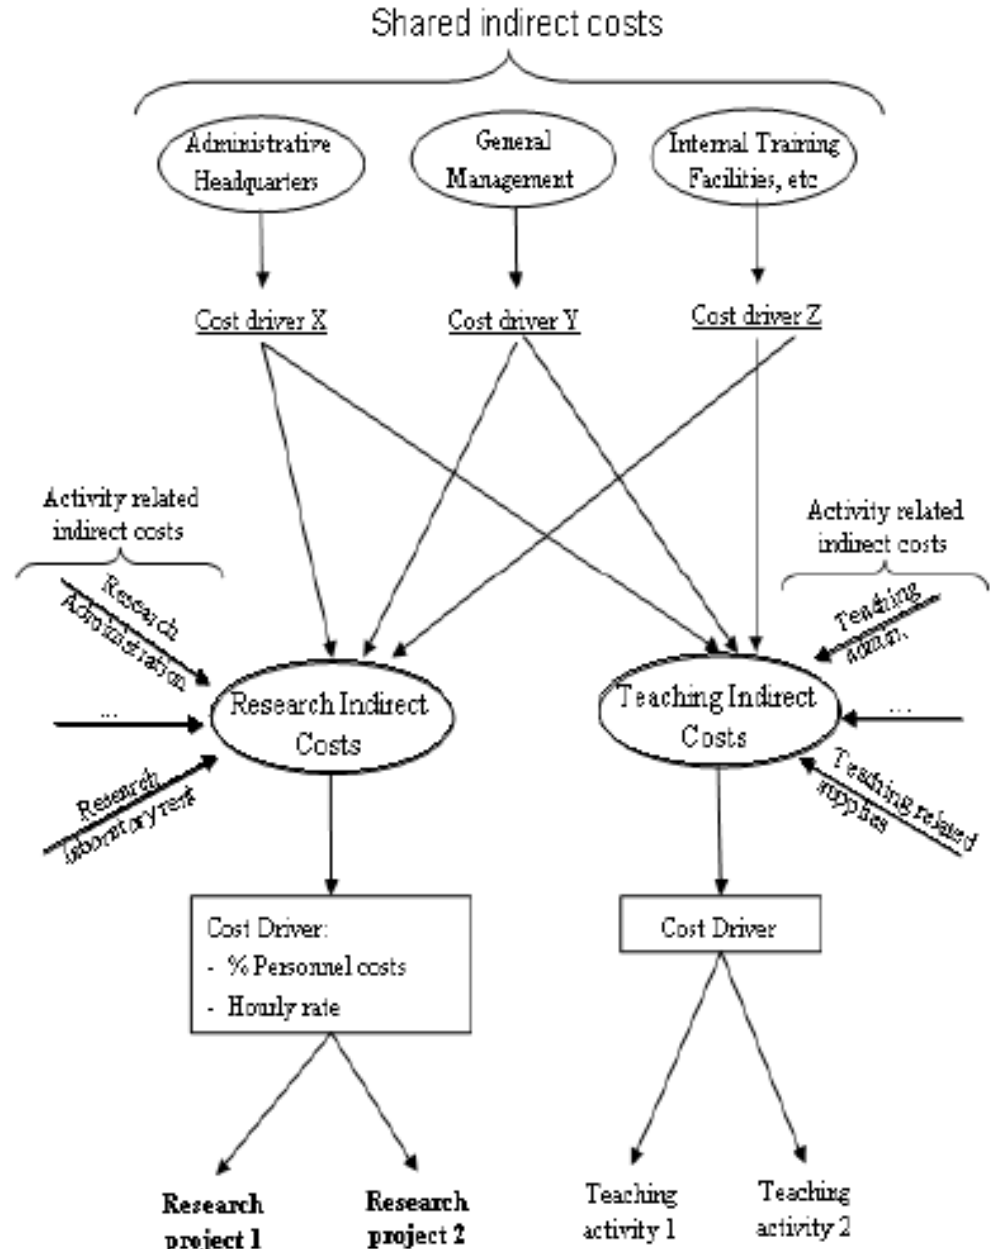 Shared indirect costs
Administrative
Headquarters
General
Management
Internal Training
Facilities, etc
Cost driver X
Cost driver Y
Cost driver Z
Activity related
indirect costs
Activity related
indirect costs
Research
Administration
...
Research
laboratory rent
Research Indirect
Costs
Teaching Indirect
Costs
Teaching
admin.
...
Teaching related
supplies
Cost Driver:
- % Personnel costs
- Hourly rate
Cost Driver
Research
project 1
Research
project 2
Teaching
activity 1
Teaching
activity 2